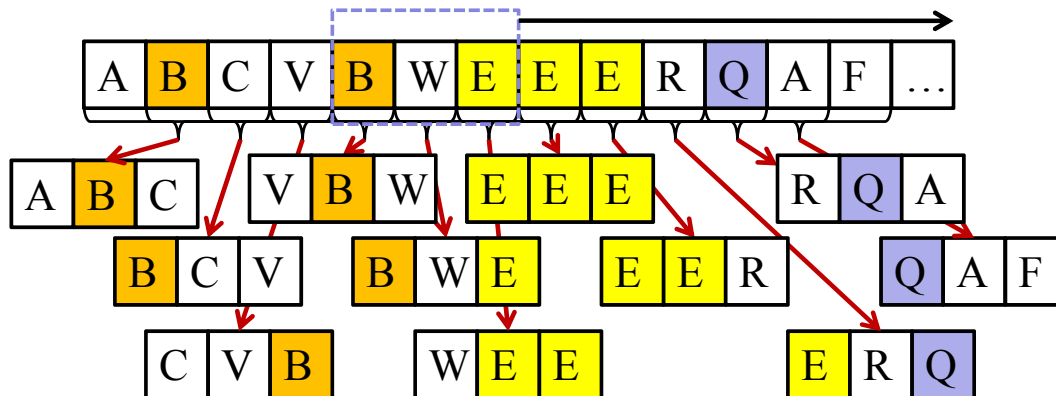 A B C V B W E E E R Q A F ...
A B C
V B W
E E E
R Q A
B C V
B W E
E E R
Q A F
C V B
W E E
E R Q